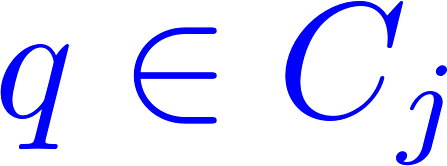 q ∈ C_j